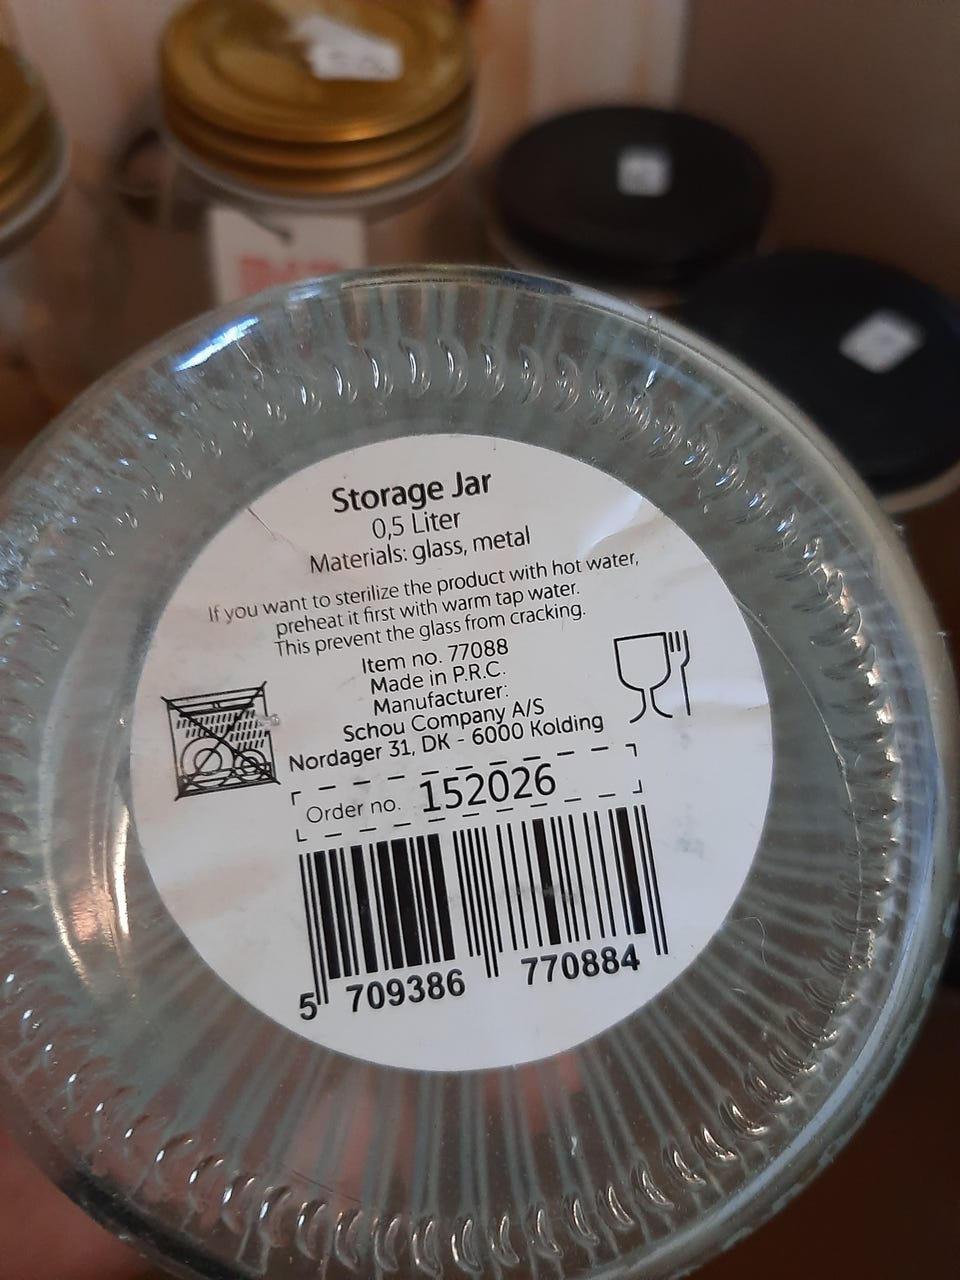 Storage Jar
0,5 Liter
Materials: glass, metal
If you want to sterilize the product with hot water,
preheat it first with warm tap water.
This prevent the glass from cracking.
Item no. 77088
Made in P.R.C.
Manufacturer:
Schou Company A/S
Nordager 31, DK - 6000 Kolding
Order no. 152026
5 709386 770884